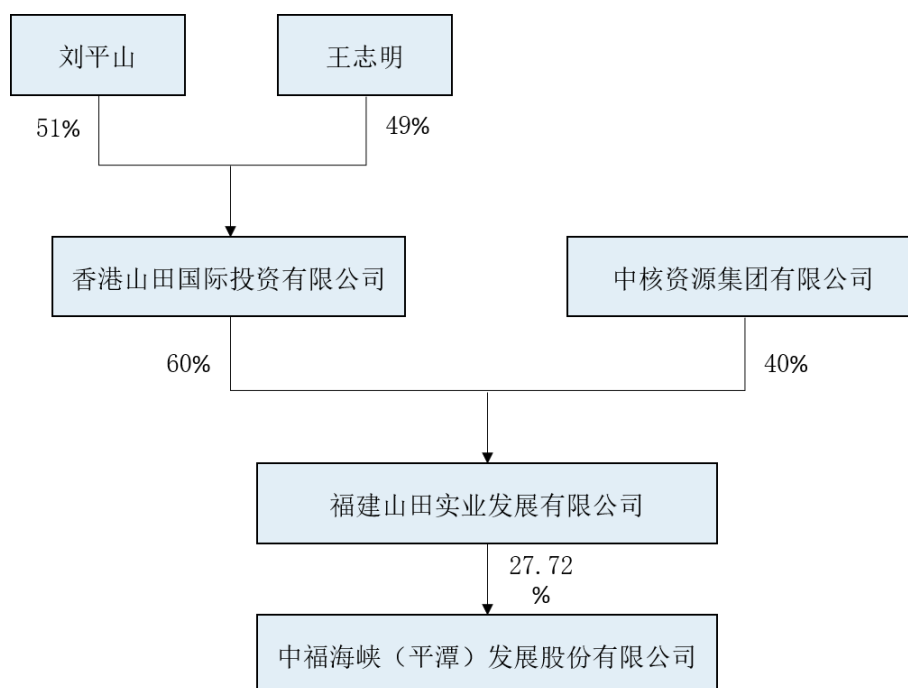 刘平山
王志明
51%
49%
香港山田国际投资有限公司
中核资源集团有限公司
60%
40%
福建山田实业发展有限公司
27.72
%
中福海峡（平潭）发展股份有限公司